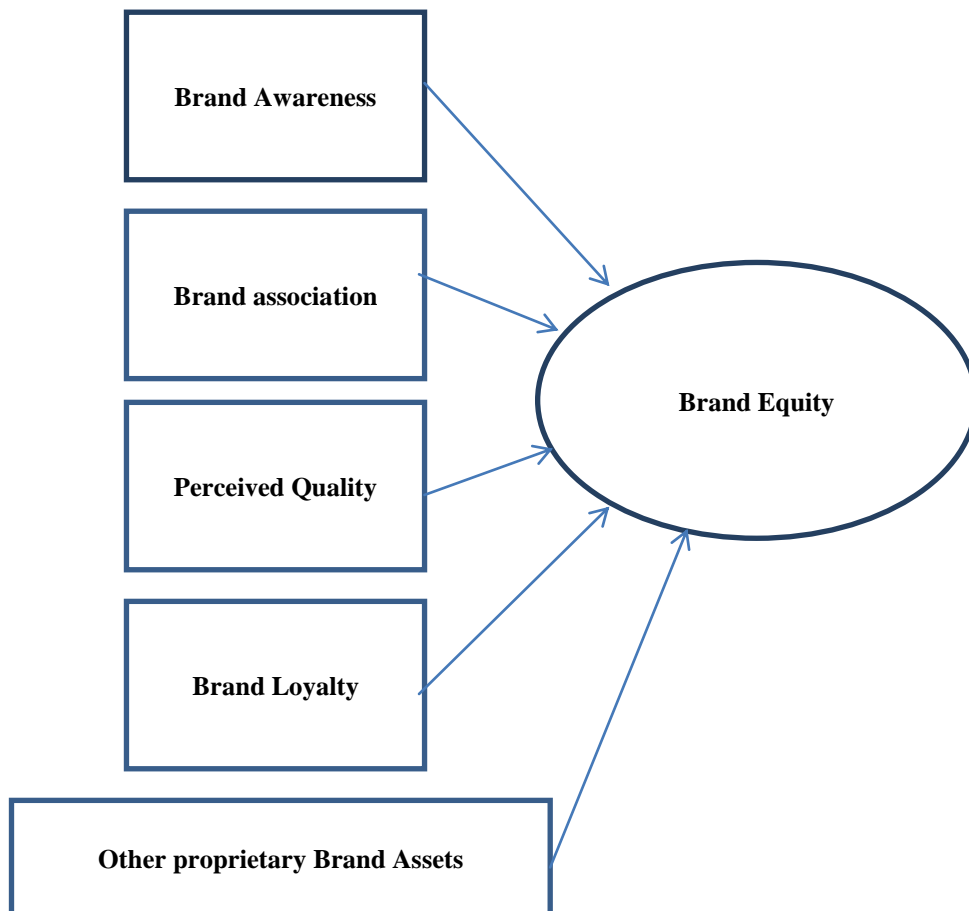 Brand Awareness
Brand association
Brand Equity
Perceived Quality
Brand Loyalty
Other proprietary Brand Assets